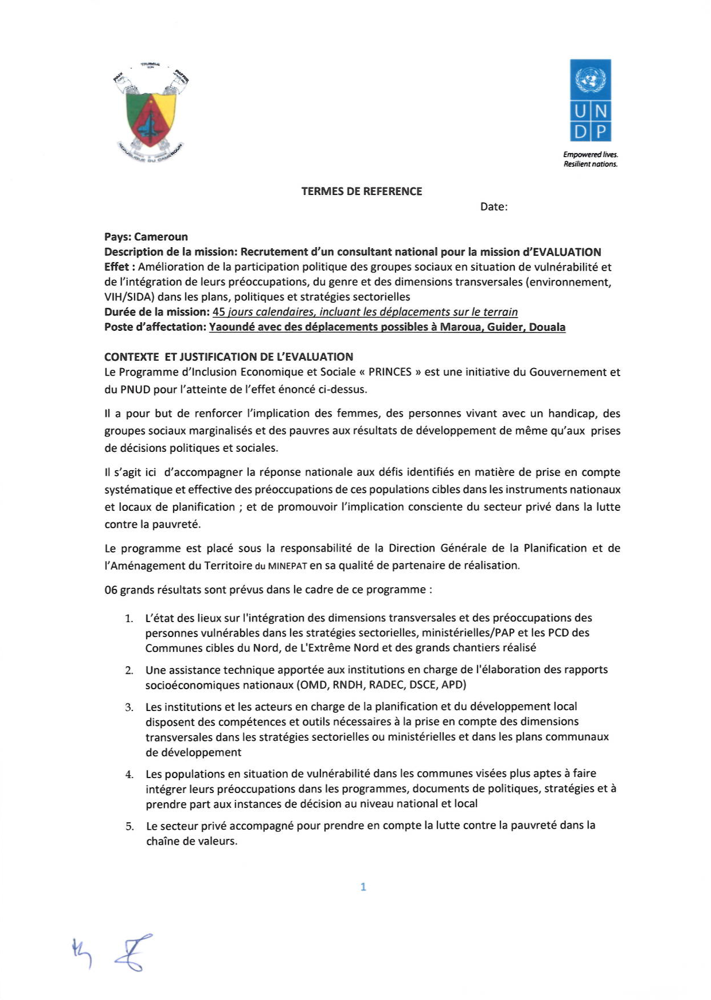 PAIX
PATRIE
REPUBLIQUE DU CAMEROUN
U N
D P
Empowered lives.
Resilient nations.
TERMES DE REFERENCE
Date:
Pays: Cameroun
Description de la mission: Recrutement d’un consultant national pour la mission d’EVALUATION
Effet : Amélioration de la participation politique des groupes sociaux en situation de vulnérabilité et
de l’intégration de leurs préoccupations, du genre et des dimensions transversales (environnement,
VIH/SIDA) dans les plans, politiques et stratégies sectorielles
Durée de la mission: 45 jours calendaires, incluant les déplacements sur le terrain
Poste d’affectation: Yaoundé avec des déplacements possibles à Maroua, Guider, Douala
CONTEXTE ET JUSTIFICATION DE L’EVALUATION
Le Programme d’Inclusion Economique et Sociale « PRINCES » est une initiative du Gouvernement et
du PNUD pour l’atteinte de l’effet énoncé ci-dessus.
Il a pour but de renforcer l’implication des femmes, des personnes vivant avec un handicap, des
groupes sociaux marginalisés et des pauvres aux résultats de développement de même qu’aux prises
de décisions politiques et sociales.
Il s’agit ici d’accompagner la réponse nationale aux défis identifiés en matière de prise en compte
systématique et effective des préoccupations de ces populations cibles dans les instruments nationaux
et locaux de planification ; et de promouvoir l’implication consciente du secteur privé dans la lutte
contre la pauvreté.
Le programme est placé sous la responsabilité de la Direction Générale de la Planification et de
l’Aménagement du Territoire du MINEPAT en sa qualité de partenaire de réalisation.
06 grands résultats sont prévus dans le cadre de ce programme :
1. L’état des lieux sur l'intégration des dimensions transversales et des préoccupations des
personnes vulnérables dans les stratégies sectorielles, ministérielles/PAP et les PCD des
Communes cibles du Nord, de L'Extrême Nord et des grands chantiers réalisé
2. Une assistance technique apportée aux institutions en charge de l'élaboration des rapports
socioéconomiques nationaux (OMD, RNDH, RADEC, DSCE, APD)
3. Les institutions et les acteurs en charge de la planification et du développement local
disposent des compétences et outils nécessaires à la prise en compte des dimensions
transversales dans les stratégies sectorielles ou ministérielles et dans les plans communaux
de développement
4. Les populations en situation de vulnérabilité dans les communes visées plus aptes à faire
intégrer leurs préoccupations dans les programmes, documents de politiques, stratégies et à
prendre part aux instances de décision au niveau national et local
5. Le secteur privé accompagné pour prendre en compte la lutte contre la pauvreté dans la
chaîne de valeurs.
1